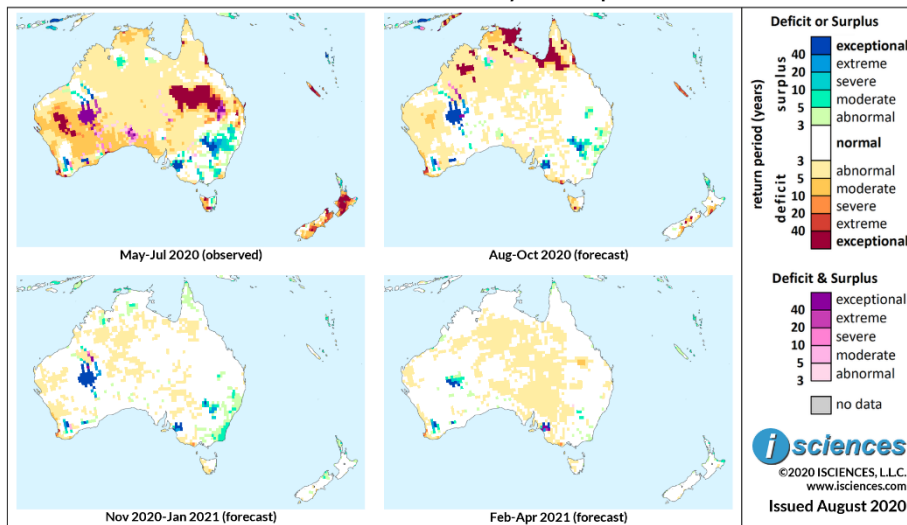 May-Jul 2020 (observed)
Aug-Oct 2020 (forecast)
Nov 2020-Jan 2021 (forecast)
Feb-Apr 2021 (forecast)
Deficit or Surplus
return period (years)
surplus
deficit
40 exceptional
20 extreme
10 severe
5 moderate
3 abnormal
normal
3 abnormal
5 moderate
10 severe
20 extreme
40 exceptional
Deficit & Surplus
exceptional
40 extreme
20 severe
10 moderate
5 abnormal
3
no data
isciences
©2020 ISCIENCES, L.L.C.
www.isciences.com
Issued August 2020